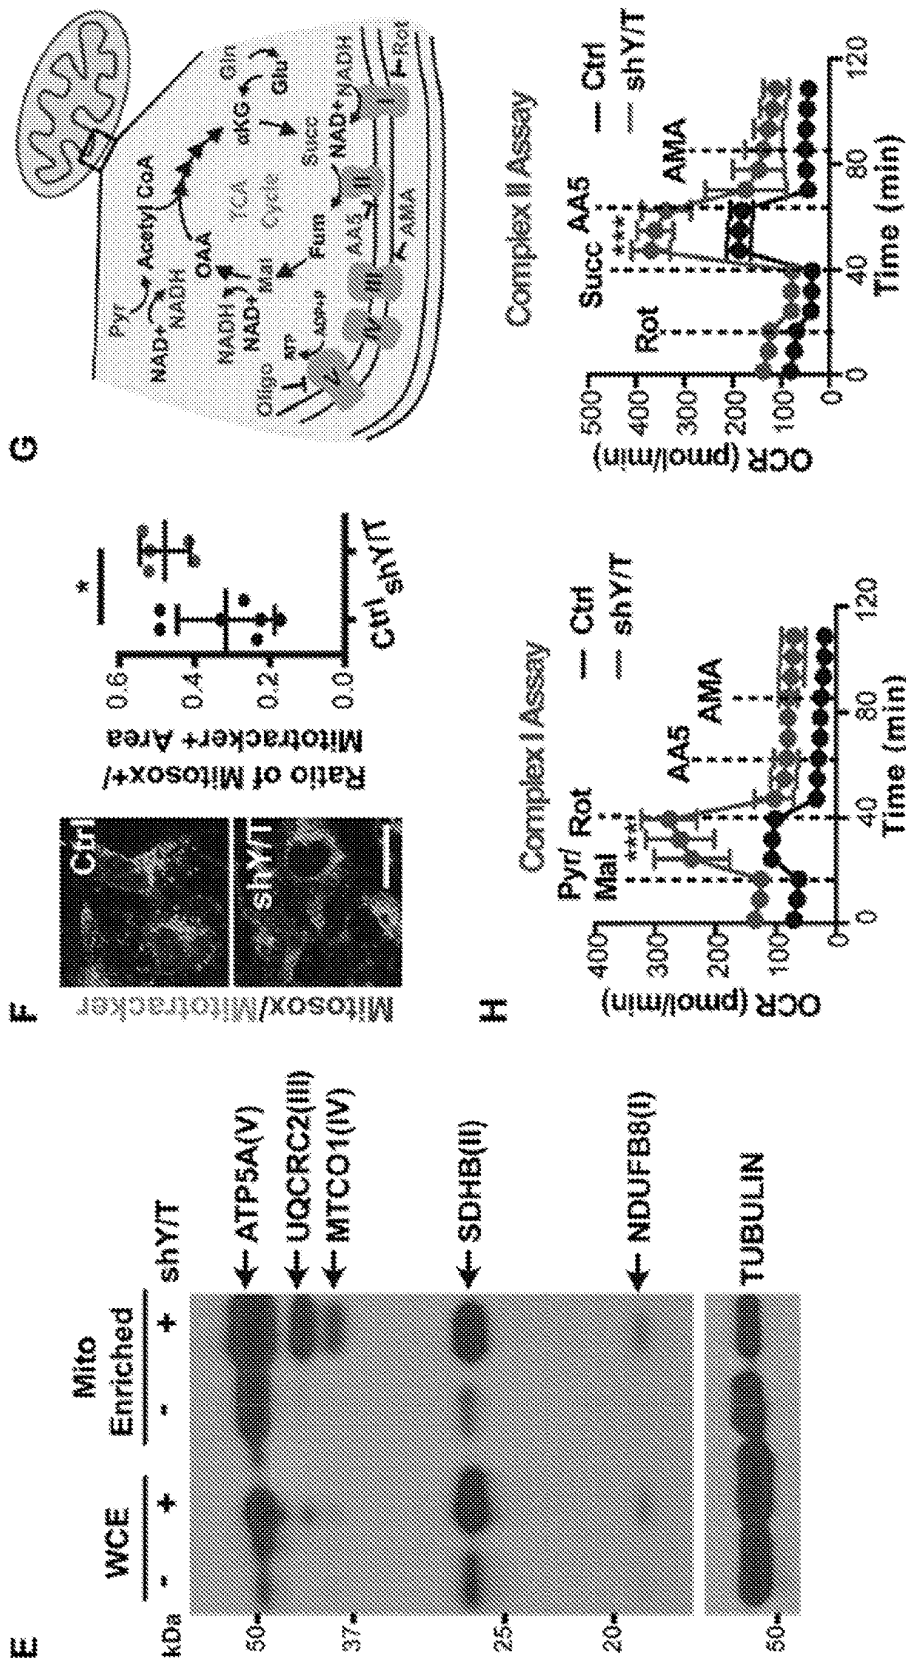 E
WCE
Mito
Enriched
- + - + shY/T
kDa
50
37
25
20
50
ATP5A(V)
UQCRC2(III)
MTCO1(IV)
SDHB(II)
NDUFB8(I)
TUBULIN
F
Mitosox/Mitotracker
Ctrl
shY/T
Ratio of Mitosox+/
Mitotracker+ Area
0.6
0.4
0.2
0.0
*
Ctrl
shY/T
G
Pyr
Acetyl CoA
NAD+
NADH
OAA
TCA
Cycle
NADH
NAD+
Mal
αKG
Gln
Glu
Succ
NAD+
NADH
Fum
Oligo
ATP
ADP+P
AA5
AMA
Rot
V
IV
III
II
I
H
Complex I Assay
Ctrl
shY/T
Pyr/
Mal
Rot
AA5
AMA
***
OCR (pmol/min)
400
300
200
100
0
0
40
80
120
Time (min)
Complex II Assay
Ctrl
shY/T
Rot
Succ
AA5
AMA
***
OCR (pmol/min)
500
400
300
200
100
0
0
40
80
120
Time (min)